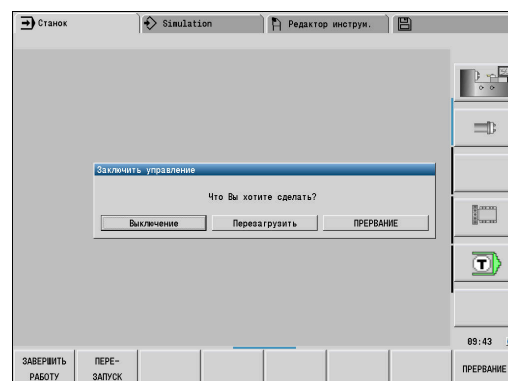 Станок
Simulation
Редактор инструм.
Заключить управление
Что Вы хотите сделать?
Выключение
Перезагрузить
ПРЕРВАНИЕ
T
09:43
ЗАВЕРШИТЬ
РАБОТУ
ПЕРЕ-
ЗАПУСК
ПРЕРВАНИЕ